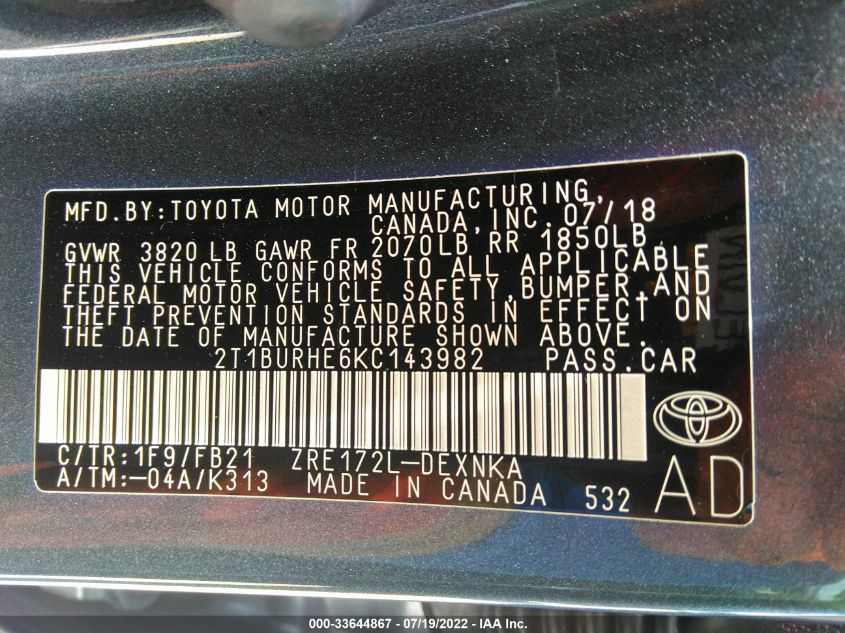 MFD.BY:TOYOTA MOTOR MANUFACTURING,
CANADA,INC. 07/18
GVWR 3820 LB GAWR FR 2070LB RR 1850LB
THIS VEHICLE CONFORMS TO ALL APPLICABLE
FEDERAL MOTOR VEHICLE SAFETY,BUMPER,AND
THEFT PREVENTION STANDARDS IN EFFECT ON
THE DATE OF MANUFACTURE SHOWN ABOVE.
2T1BURHE6KC143982 PASS.CAR
C/TR:1F9/FB21 ZRE172L-DEXNKA
A/TM:-04A/K313 MADE IN CANADA 532
AD
000-33644867 - 07/19/2022 - IAA Inc.